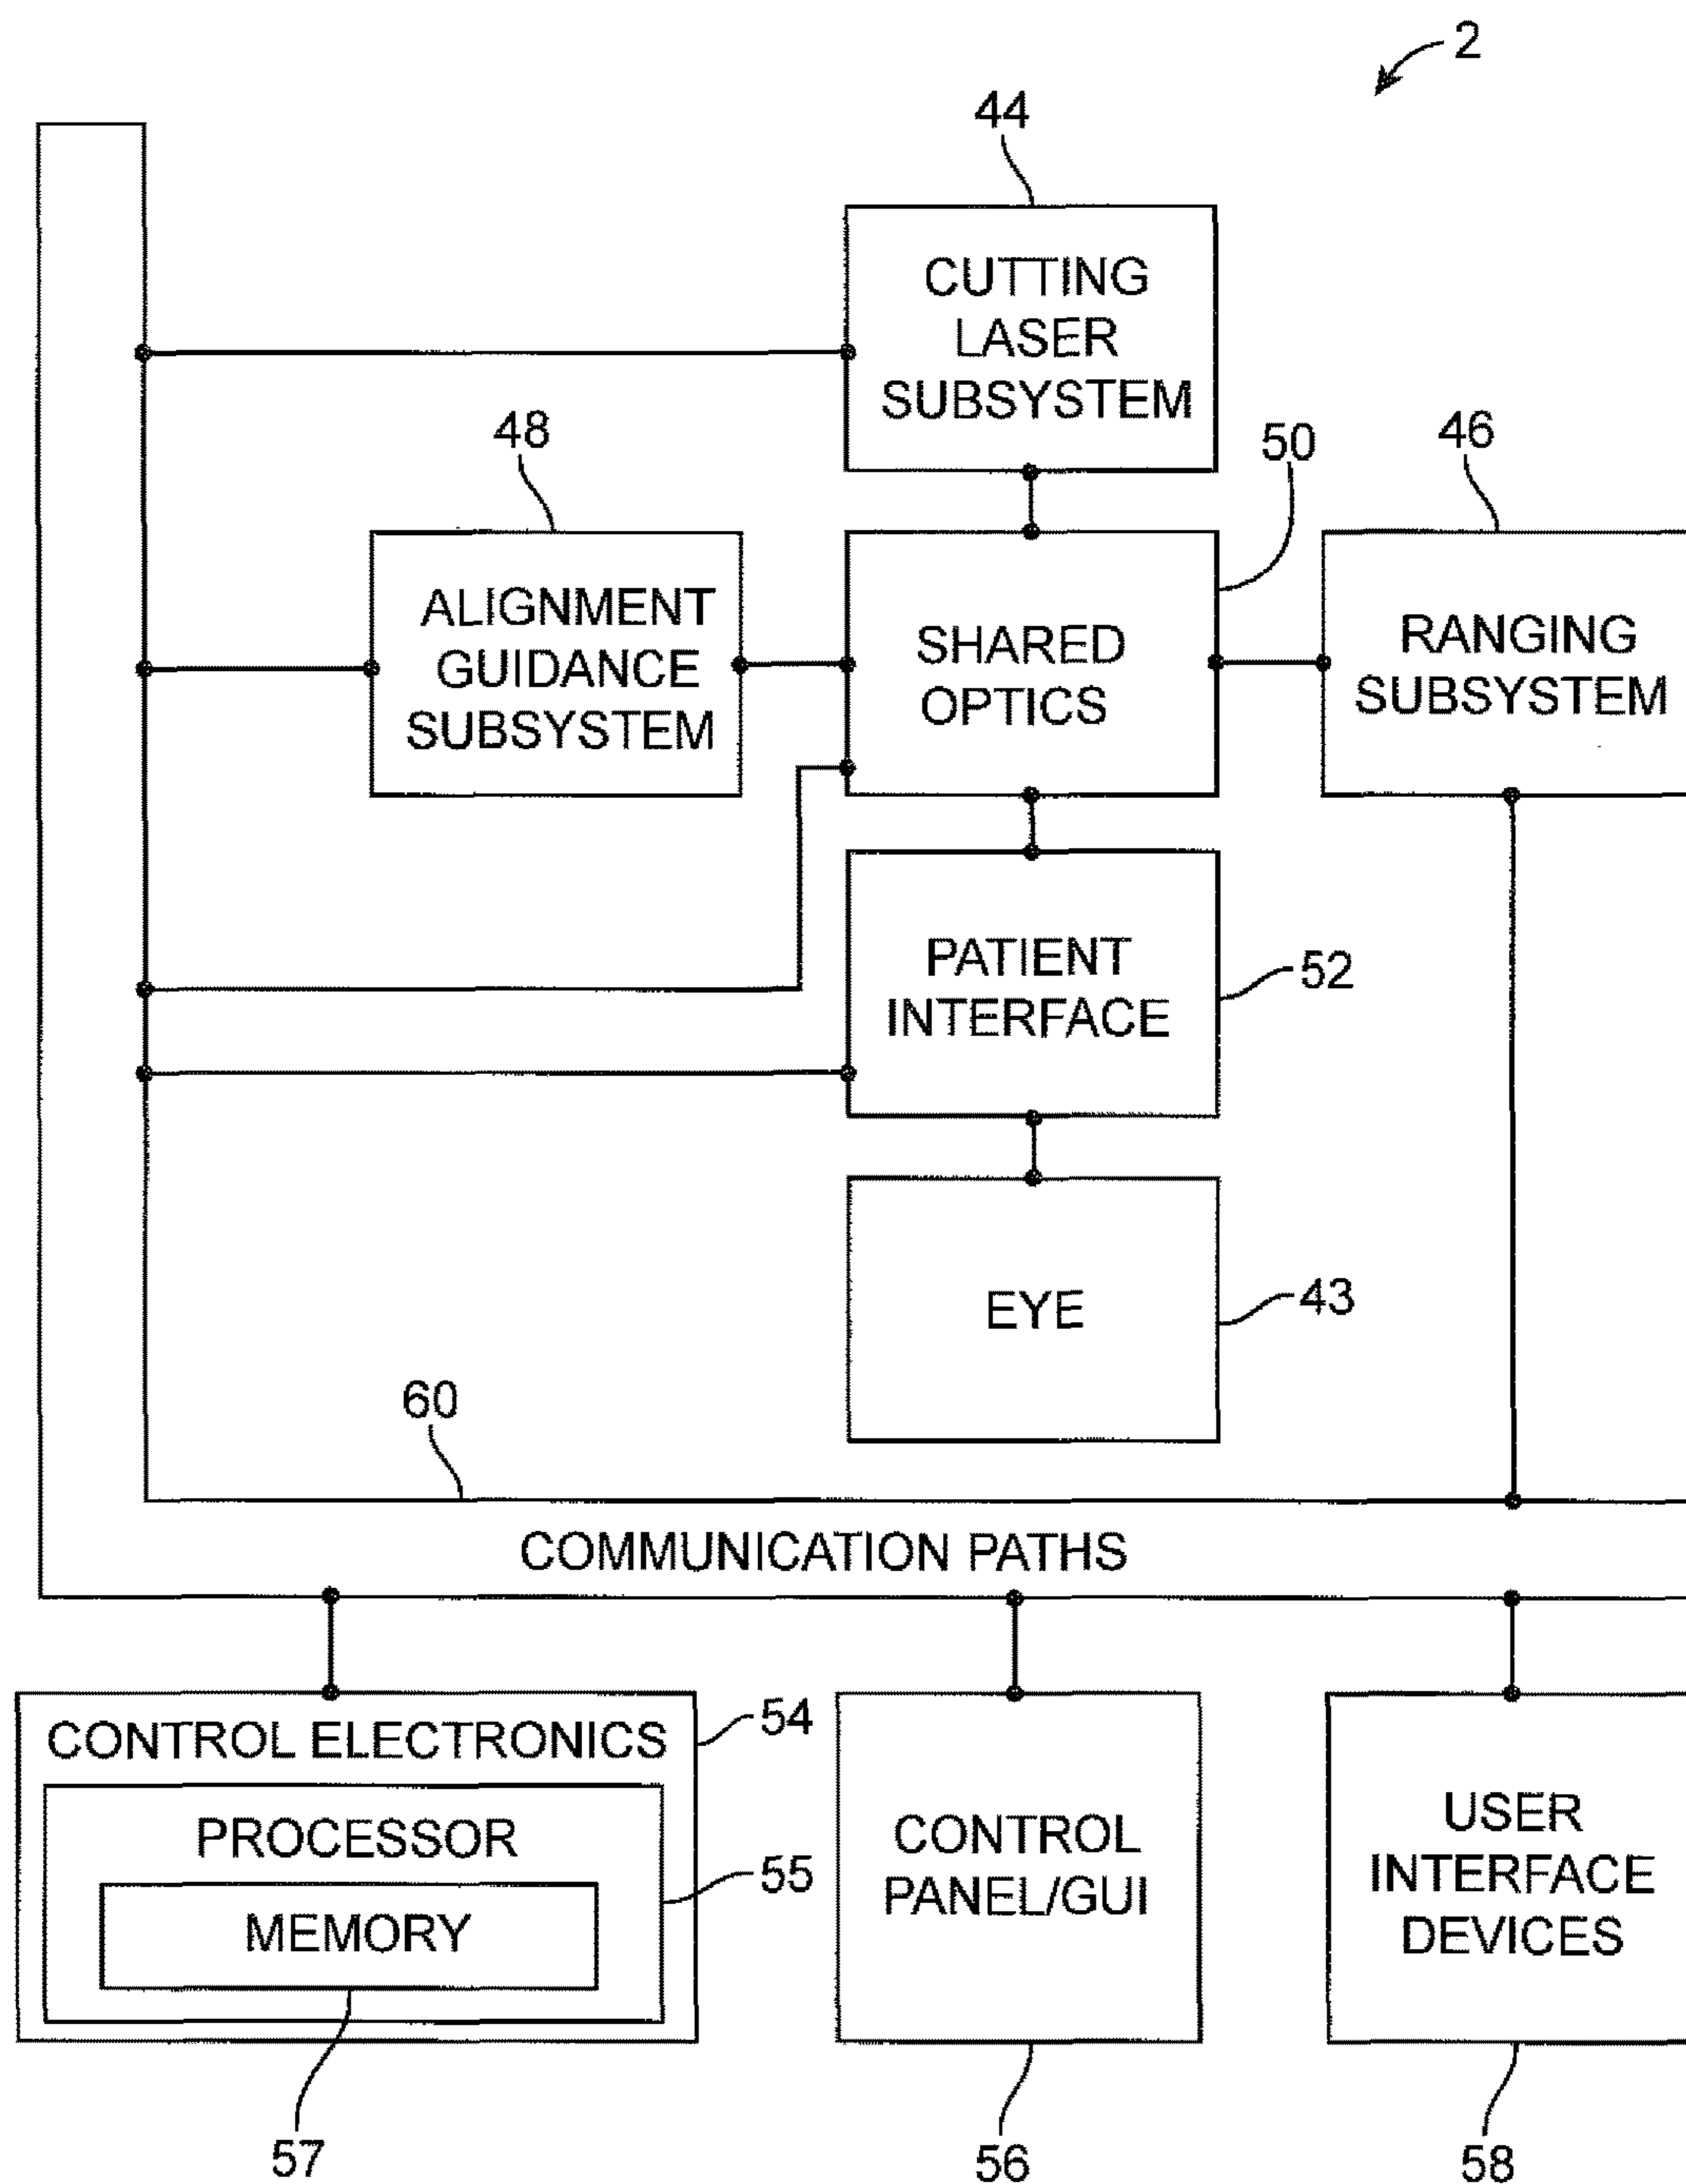 2
44
CUTTING
LASER
SUBSYSTEM
48
50
46
ALIGNMENT
GUIDANCE
SUBSYSTEM
SHARED
OPTICS
RANGING
SUBSYSTEM
PATIENT
INTERFACE
52
EYE
43
60
COMMUNICATION PATHS
CONTROL ELECTRONICS
54
PROCESSOR
55
MEMORY
57
CONTROL
PANEL/GUI
56
USER
INTERFACE
DEVICES
58